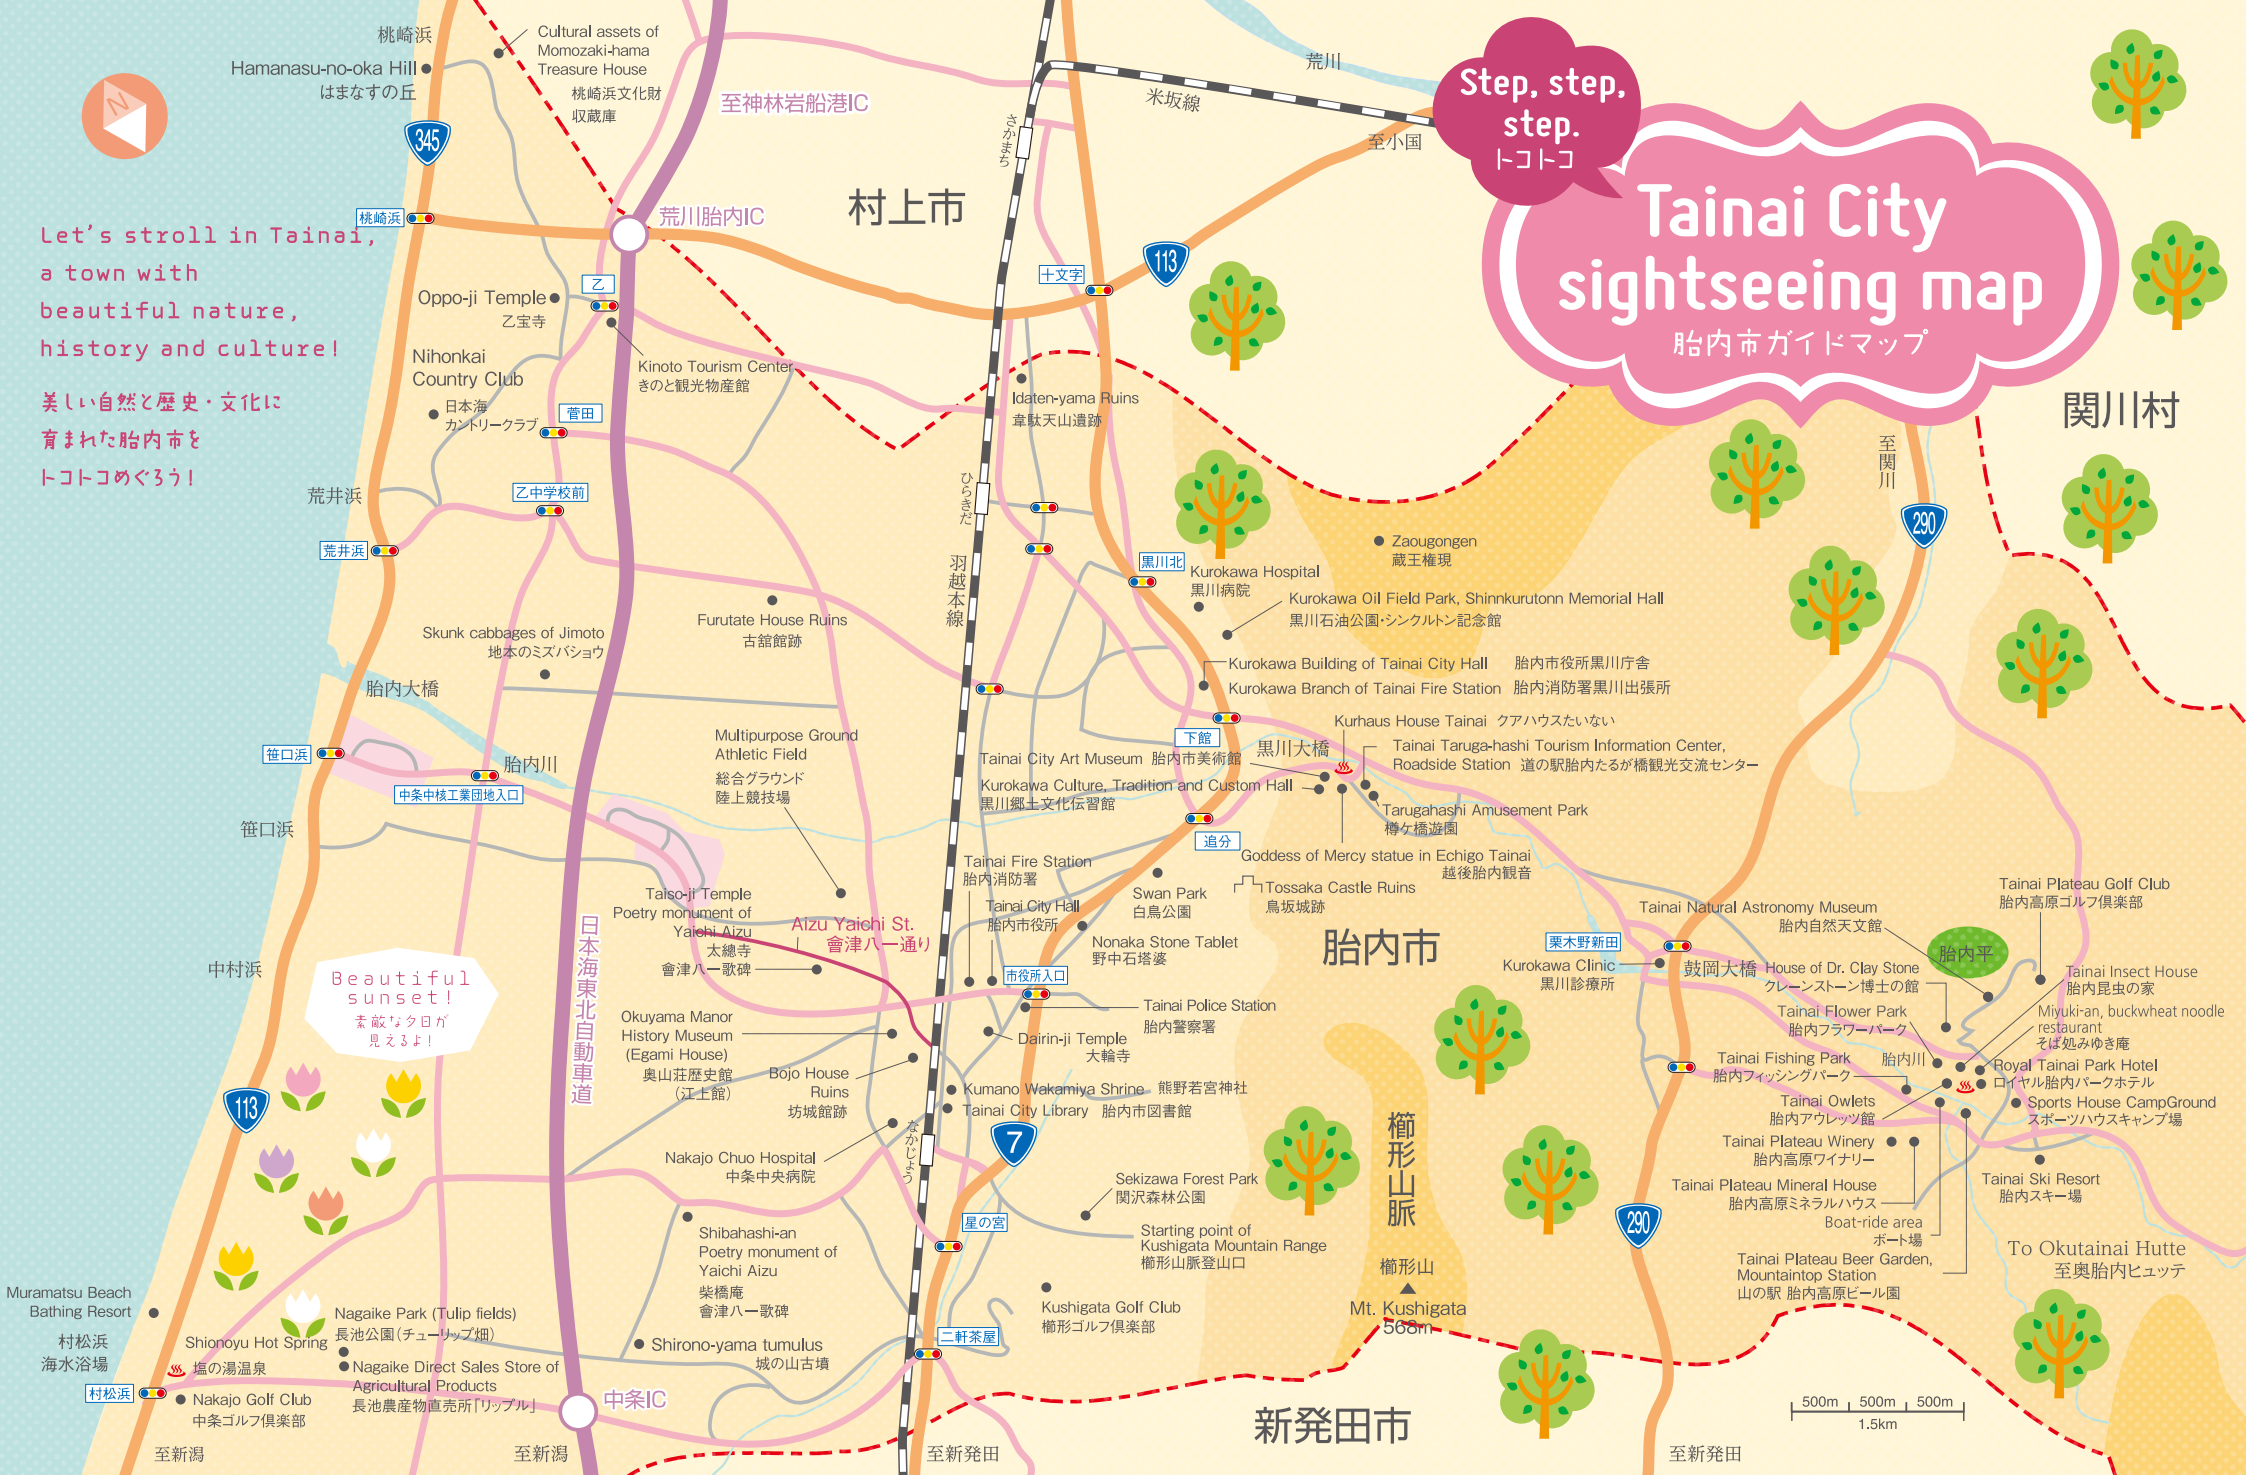 Step, step,
step.
トコトコ
Tainai City
sightseeing map
胎内市ガイドマップ
N
Let's stroll in Tainai,
a town with
beautiful nature,
history and culture!
美しい自然と歴史・文化に
育まれた胎内市を
トコトコめぐろう!
桃崎浜
Hamanasu-no-oka Hill
はまなすの丘
Cultural assets of
Momozaki-hama
Treasure House
桃崎浜文化財
収蔵庫
345
至神林岩船港IC
荒川
米坂線
至小国
さかまち
村上市
桃崎浜
荒川胎内IC
十文字
113
乙
Oppo-ji Temple
乙宝寺
Nihonkai
Country Club
日本海
カントリークラブ
Kinoto Tourism Center
きのと観光物産館
菅田
Idaten-yama Ruins
韋駄天山遺跡
関川村
至関川
290
荒井浜
荒井浜
乙中学校前
ひらきだ
羽越本線
黒川北
Zaougongen
蔵王権現
Kurokawa Hospital
黒川病院
Kurokawa Oil Field Park, Shinnkurutonn Memorial Hall
黒川石油公園・シンクルトン記念館
Furutate House Ruins
古舘館跡
Skunk cabbages of Jimoto
地本のミズバショウ
Kurokawa Building of Tainai City Hall 胎内市役所黒川庁舎
Kurokawa Branch of Tainai Fire Station 胎内消防署黒川出張所
胎内大橋
笹口浜
胎内川
中条中核工業団地入口
笹口浜
Multipurpose Ground
Athletic Field
総合グラウンド
陸上競技場
下館
Kurhaus House Tainai クアハウスたいない
黒川大橋
Tainai City Art Museum 胎内市美術館
Tainai Taruga-hashi Tourism Information Center,
Roadside Station 道の駅胎内たるが橋観光交流センター
Kurokawa Culture, Tradition and Custom Hall
黒川郷土文化伝習館
Tarugahashi Amusement Park
樽ケ橋遊園
追分
Goddess of Mercy statue in Echigo Tainai
越後胎内観音
Tossaka Castle Ruins
鳥坂城跡
Tainai Fire Station
胎内消防署
Swan Park
白鳥公園
Tainai City Hall
胎内市役所
Taiso-ji Temple
Poetry monument of
Yaichi Aizu
太總寺
會津八一歌碑
Aizu Yaichi St.
會津八一通り
Nonaka Stone Tablet
野中石塔婆
胎内市
日本海東北自動車道
中村浜
Beautiful
sunset!
素敵な夕日が
見えるよ!
市役所入口
Tainai Police Station
胎内警察署
Okuyama Manor
History Museum
(Egami House)
奥山荘歴史館
(江上館)
Dairin-ji Temple
大輪寺
Bojo House
Ruins
坊城館跡
Kumano Wakamiya Shrine 熊野若宮神社
Tainai City Library 胎内市図書館
113
7
なかじょう
Nakajo Chuo Hospital
中条中央病院
櫛形山脈
Sekizawa Forest Park
関沢森林公園
星の宮
Starting point of
Kushigata Mountain Range
櫛形山脈登山口
Shibahashi-an
Poetry monument of
Yaichi Aizu
柴橋庵
會津八一歌碑
櫛形山
Mt. Kushigata
568m
Kushigata Golf Club
櫛形ゴルフ倶楽部
Muramatsu Beach
Bathing Resort
村松浜
海水浴場
Nagaike Park (Tulip fields)
長池公園(チューリップ畑)
Shionoyu Hot Spring
塩の湯温泉
Shirono-yama tumulus
城の山古墳
二軒茶屋
Nagaike Direct Sales Store of
Agricultural Products
長池農産物直売所「リップル」
村松浜
Nakajo Golf Club
中条ゴルフ倶楽部
中条IC
至新潟
至新潟
至新発田
新発田市
至新発田
Tainai Plateau Golf Club
胎内高原ゴルフ倶楽部
Tainai Natural Astronomy Museum
胎内自然天文館
栗木野新田
Kurokawa Clinic
黒川診療所
鼓岡大橋
胎内平
House of Dr. Clay Stone
クレーンストーン博士の館
Tainai Insect House
胎内昆虫の家
Miyuki-an, buckwheat noodle
restaurant
そば処みゆき庵
Tainai Flower Park
胎内フラワーパーク
Tainai Fishing Park
胎内フィッシングパーク
胎内川
Royal Tainai Park Hotel
ロイヤル胎内パークホテル
Tainai Owlets
胎内アウレッツ館
Sports House CampGround
スポーツハウスキャンプ場
Tainai Plateau Winery
胎内高原ワイナリー
Tainai Ski Resort
胎内スキー場
Tainai Plateau Mineral House
胎内高原ミネラルハウス
290
Boat-ride area
ボート場
Tainai Plateau Beer Garden,
Mountaintop Station
山の駅 胎内高原ビール園
To Okutainai Hutte
至奥胎内ヒュッテ
500m 500m 500m
1.5km